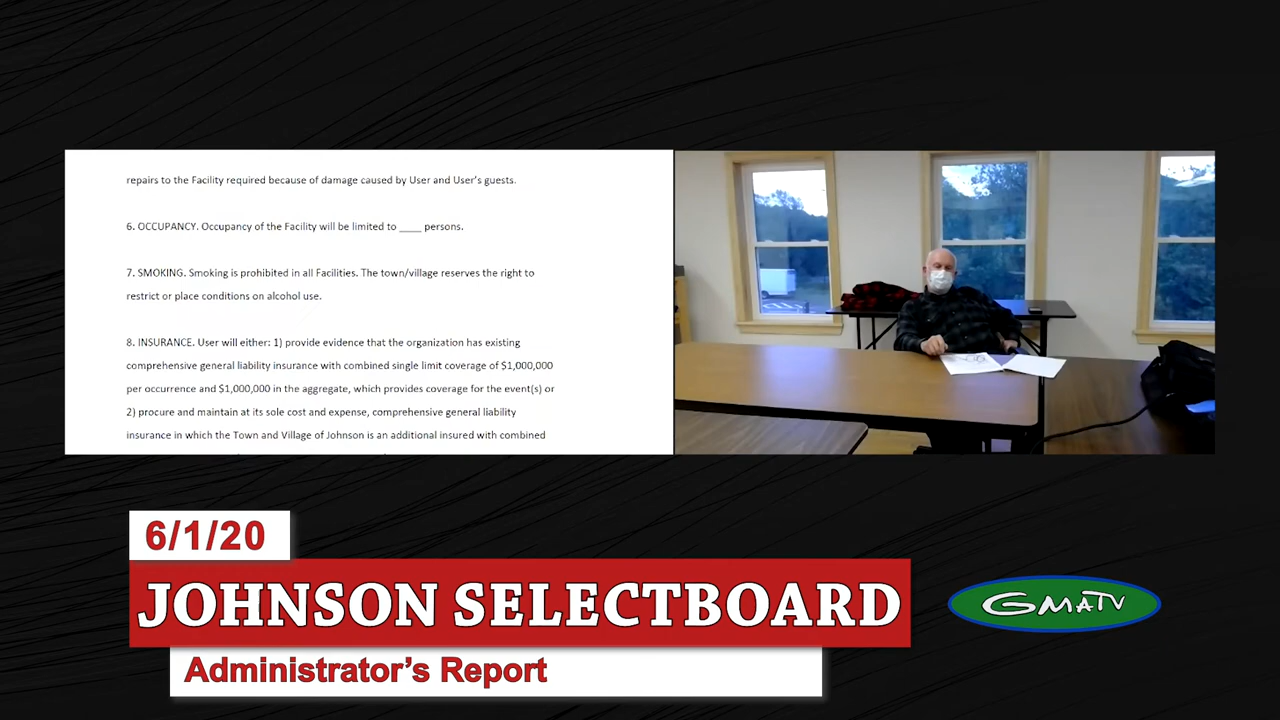 repairs to the Facility required because of damage caused by User and User's guests.
6. OCCUPANCY. Occupancy of the Facility will be limited to ____ persons.
7. SMOKING. Smoking is prohibited in all Facilities. The town/village reserves the right to
restrict or place conditions on alcohol use.
8. INSURANCE. User will either: 1) provide evidence that the organization has existing
comprehensive general liability insurance with combined single limit coverage of $1,000,000
per occurrence and $1,000,000 in the aggregate, which provides coverage for the event(s) or
2) procure and maintain at its sole cost and expense, comprehensive general liability
insurance in which the Town and Village of Johnson is an additional insured with combined
6/1/20
JOHNSON SELECTBOARD
GMATV
Administrator's Report